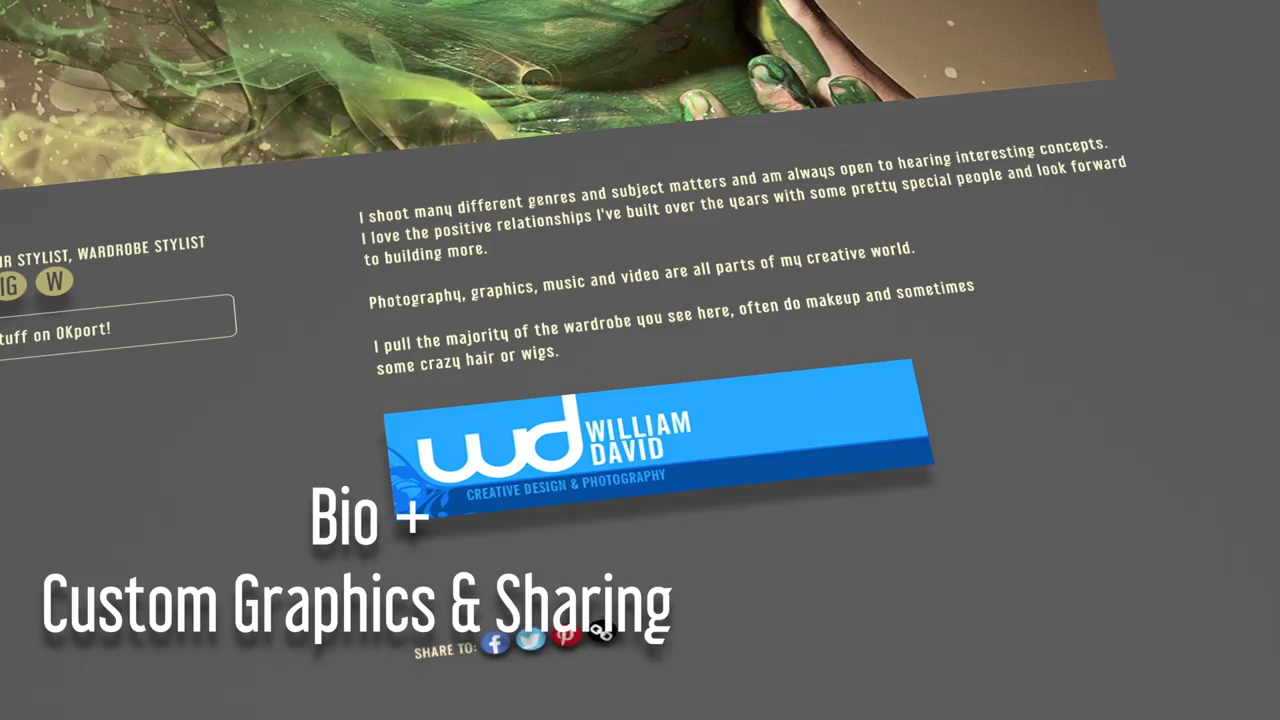 I shoot many different genres and subject matters and am always open to hearing interesting concepts.
I love the positive relationships I've built over the years with some pretty special people and look forward
to building more.
Photography, graphics, music and video are all parts of my creative world.
I pull the majority of the wardrobe you see here, often do makeup and sometimes
some crazy hair or wigs.
STYLIST, WARDROBE STYLIST
IG W
on OKport!
wd WILLIAM
DAVID
CREATIVE DESIGN & PHOTOGRAPHY
Bio +
Custom Graphics & Sharing
SHARE TO: